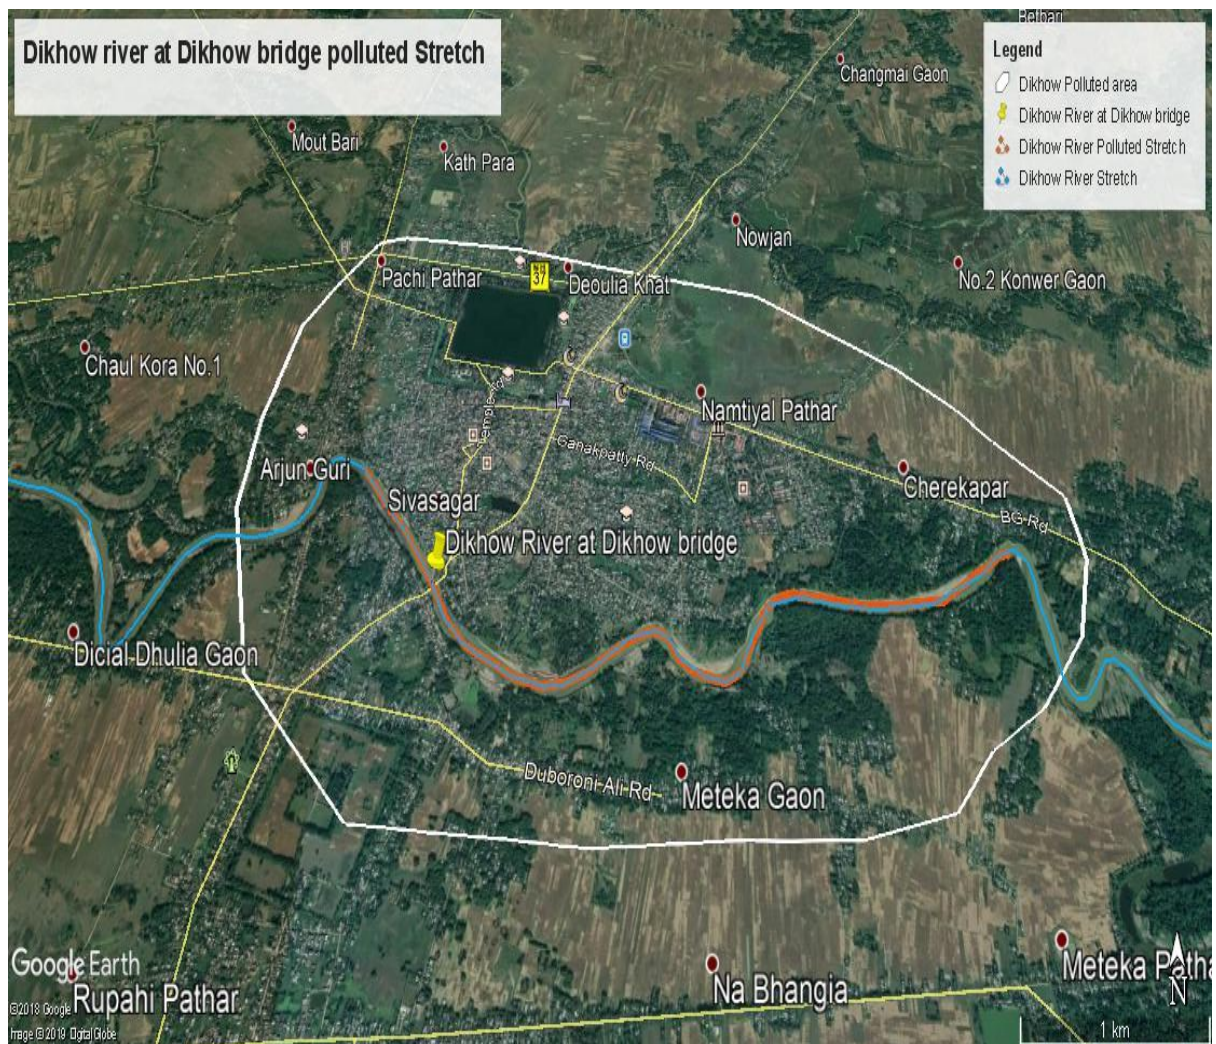 Dikhow river at Dikhow bridge polluted Stretch
Betbari
Legend
Dikhow Polluted area
Dikhow River at Dikhow bridge
Dikhow River Polluted Stretch
Dikhow River Stretch
Changmai Gaon
Mout Bari
Kath Para
Nowjan
No.2 Konwer Gaon
Pachi Pathar
37
Deoulia Khat
Chaul Kora No.1
Namtiyal Pathar
Temple Rd
Ganakpatty Rd
Arjun Guri
Cherekapar
Sivasagar
BG Rd
Dikhow River at Dikhow bridge
Dicial Dhulia Gaon
Duboroni Ali Rd
Meteka Gaon
Google Earth
Rupahi Pathar
Na Bhangia
Meteka Patha
N
©2018 Google
Image © 2019 DigitalGlobe
1 km